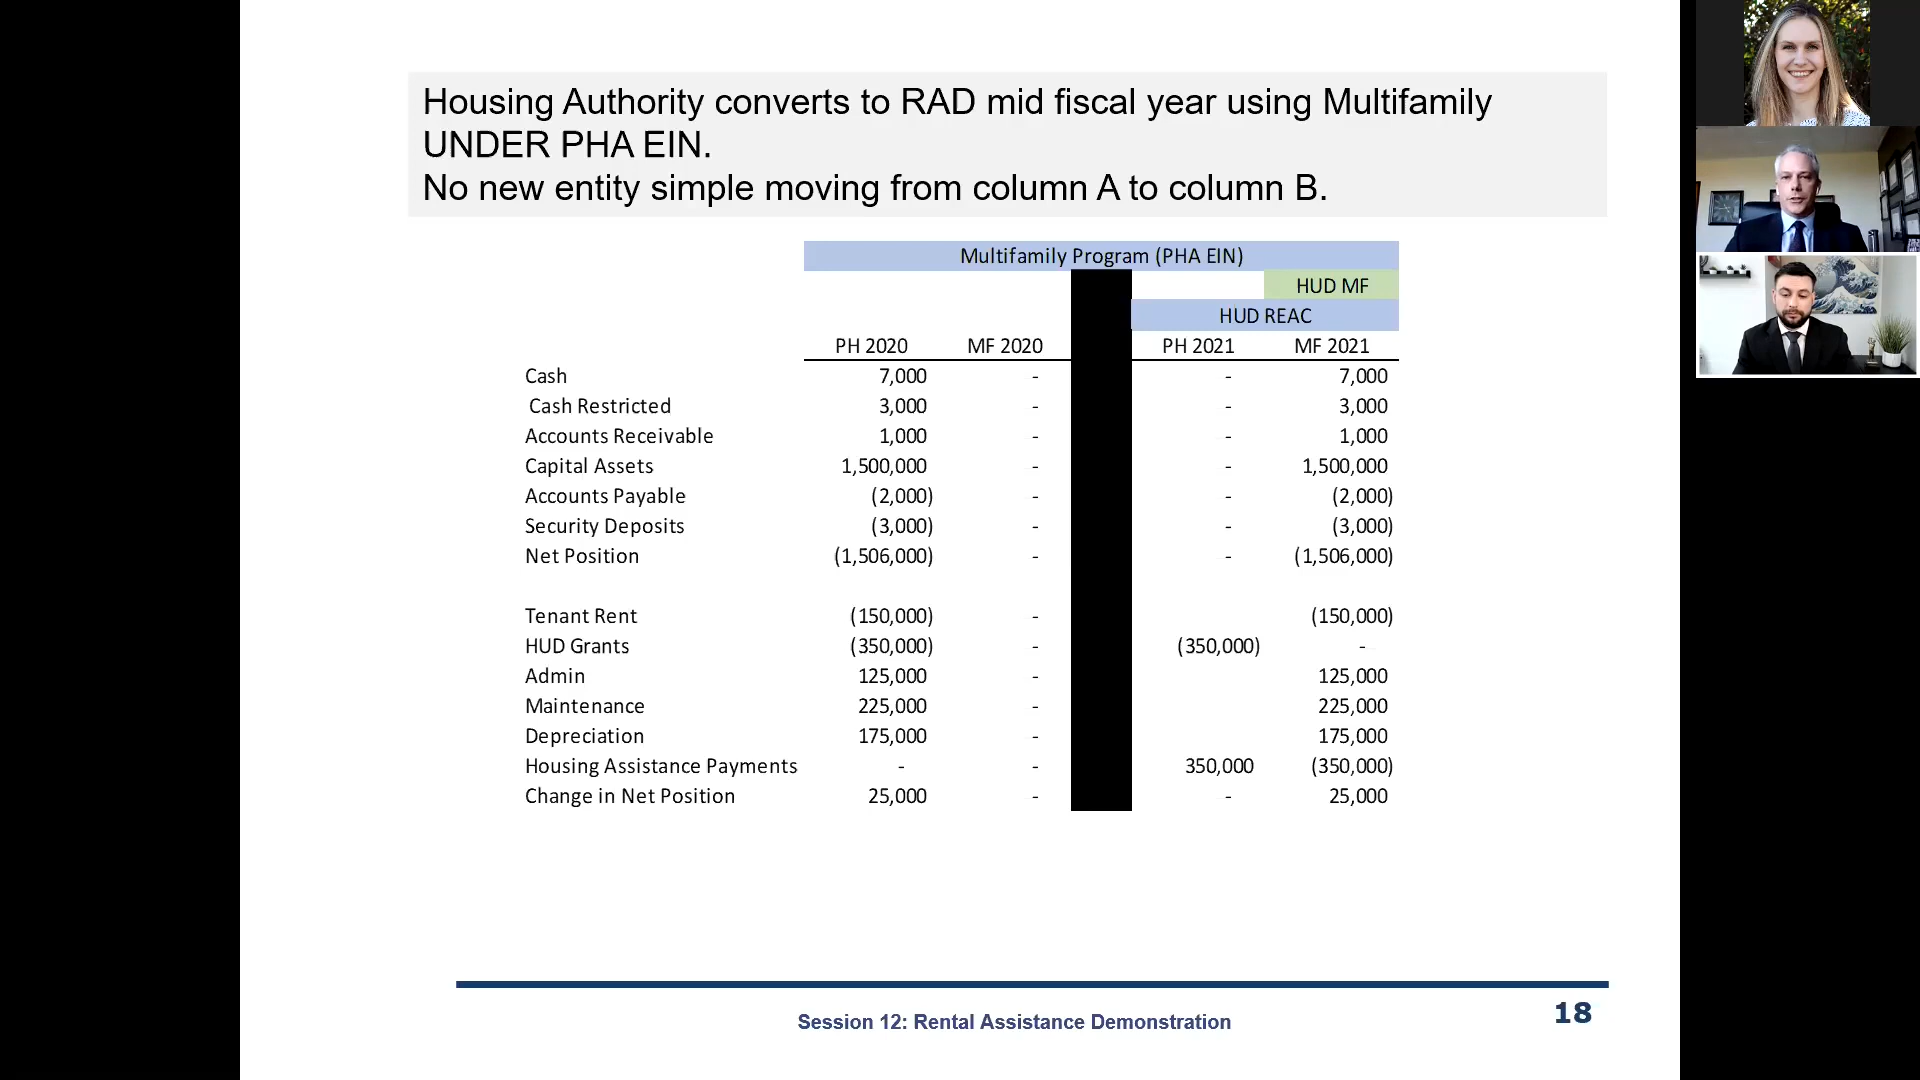 Housing Authority converts to RAD mid fiscal year using Multifamily
UNDER PHA EIN.
No new entity simple moving from column A to column B.
Multifamily Program (PHA EIN)
HUD MF
HUD REAC
PH 2020 MF 2020 PH 2021 MF 2021
Cash 7,000 - - 7,000
Cash Restricted 3,000 - - 3,000
Accounts Receivable 1,000 - - 1,000
Capital Assets 1,500,000 - - 1,500,000
Accounts Payable (2,000) - - (2,000)
Security Deposits (3,000) - - (3,000)
Net Position (1,506,000) - - (1,506,000)
Tenant Rent (150,000) - (150,000)
HUD Grants (350,000) - (350,000) -
Admin 125,000 - 125,000
Maintenance 225,000 - 225,000
Depreciation 175,000 - 175,000
Housing Assistance Payments - - 350,000 (350,000)
Change in Net Position 25,000 - - 25,000
Session 12: Rental Assistance Demonstration
18